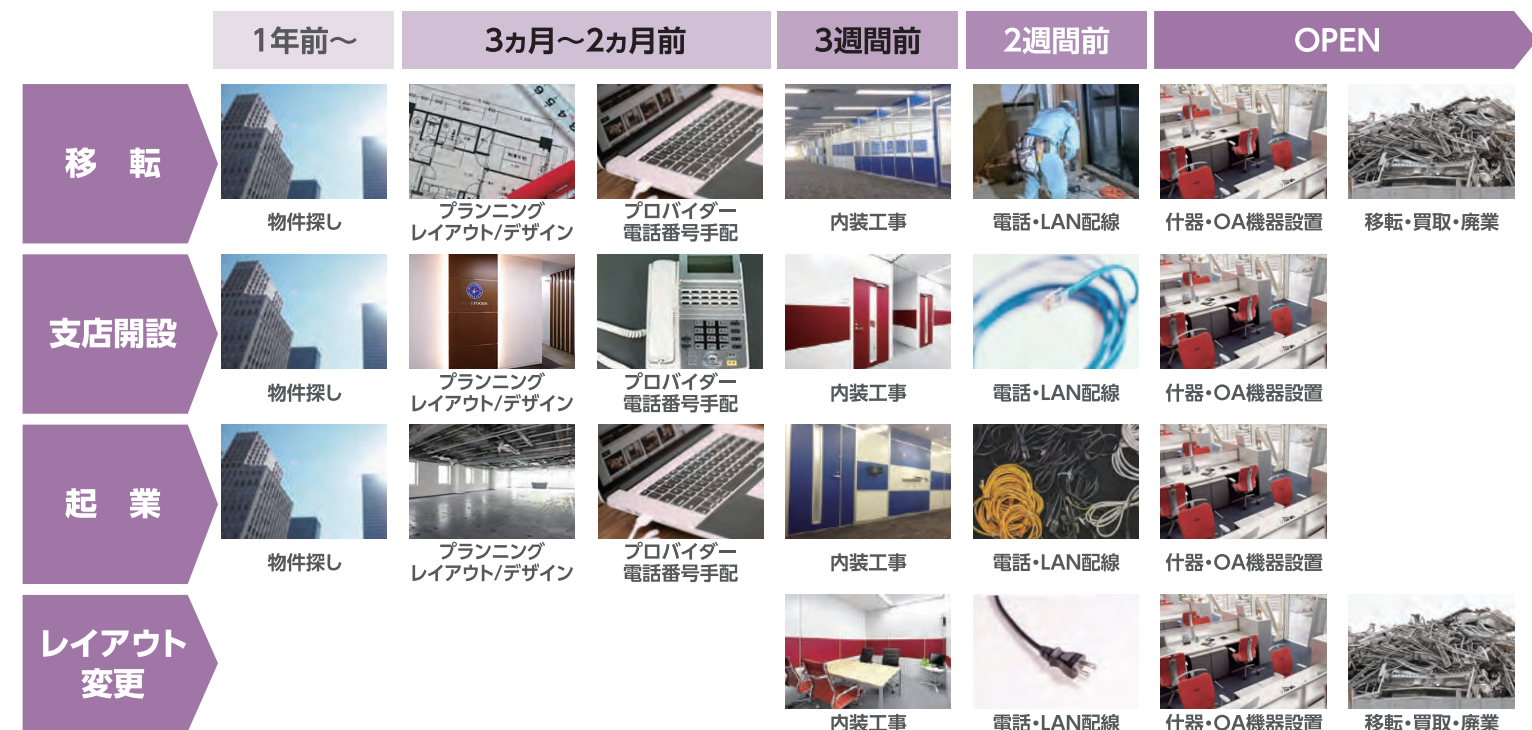 1年前～
3ヵ月～2ヵ月前
3週間前
2週間前
OPEN
移　転
物件探し
プランニング
レイアウト/デザイン
プロバイダー
電話番号手配
内装工事
電話・LAN配線
什器・OA機器設置
移転・買取・廃業
支店開設
物件探し
プランニング
レイアウト/デザイン
プロバイダー
電話番号手配
内装工事
電話・LAN配線
什器・OA機器設置
起　業
物件探し
プランニング
レイアウト/デザイン
プロバイダー
電話番号手配
内装工事
電話・LAN配線
什器・OA機器設置
レイアウト
変更
内装工事
電話・LAN配線
什器・OA機器設置
移転・買取・廃業